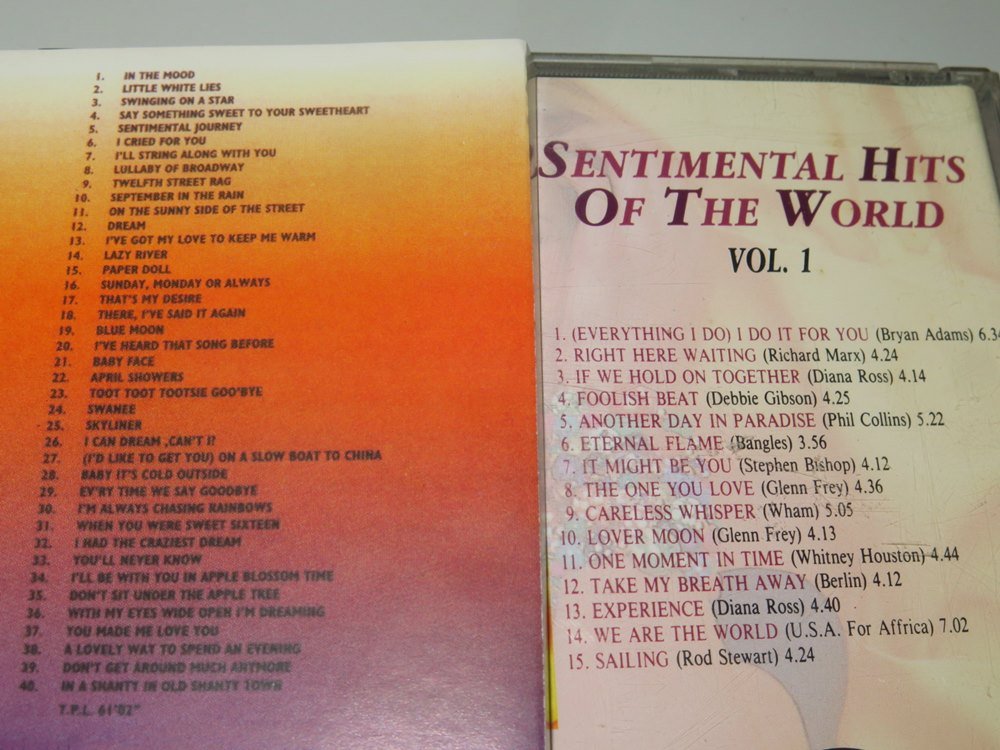 1. IN THE MOOD
2. LITTLE WHITE LIES
3. SWINGING ON A STAR
4. SAY SOMETHING SWEET TO YOUR SWEETHEART
5. SENTIMENTAL JOURNEY
6. I CRIED FOR YOU
7. I'LL STRING ALONG WITH YOU
8. LULLABY OF BROADWAY
9. TWELFTH STREET RAG
10. SEPTEMBER IN THE RAIN
11. ON THE SUNNY SIDE OF THE STREET
12. DREAM
13. I'VE GOT MY LOVE TO KEEP ME WARM
14. LAZY RIVER
15. PAPER DOLL
16. SUNDAY, MONDAY OR ALWAYS
17. THAT'S MY DESIRE
18. THERE, I'VE SAID IT AGAIN
19. BLUE MOON
20. I'VE HEARD THAT SONG BEFORE
21. BABY FACE
22. APRIL SHOWERS
23. TOOT TOOT TOOTSIE GOO'BYE
24. SWANEE
25. SKYLINER
26. I CAN DREAM ,CAN'T I?
27. (I'D LIKE TO GET YOU) ON A SLOW BOAT TO CHINA
28. BABY IT'S COLD OUTSIDE
29. EV'RY TIME WE SAY GOODBYE
30. I'M ALWAYS CHASING RAINBOWS
31. WHEN YOU WERE SWEET SIXTEEN
32. I HAD THE CRAZIEST DREAM
33. YOU'LL NEVER KNOW
34. I'LL BE WITH YOU IN APPLE BLOSSOM TIME
35. DON'T SIT UNDER THE APPLE TREE
36. WITH MY EYES WIDE OPEN I'M DREAMING
37. YOU MADE ME LOVE YOU
38. A LOVELY WAY TO SPEND AN EVENING
39. DON'T GET AROUND MUCH ANYMORE
40. IN A SHANTY IN OLD SHANTY TOWN
T.P.L. 61'02"
SENTIMENTAL HITS
OF THE WORLD
VOL. 1
1. (EVERYTHING I DO) I DO IT FOR YOU (Bryan Adams) 6.34
2. RIGHT HERE WAITING (Richard Marx) 4.24
3. IF WE HOLD ON TOGETHER (Diana Ross) 4.14
4. FOOLISH BEAT (Debbie Gibson) 4.25
5. ANOTHER DAY IN PARADISE (Phil Collins) 5.22
6. ETERNAL FLAME (Bangles) 3.56
7. IT MIGHT BE YOU (Stephen Bishop) 4.12
8. THE ONE YOU LOVE (Glenn Frey) 4.36
9. CARELESS WHISPER (Wham) 5.05
10. LOVER MOON (Glenn Frey) 4.13
11. ONE MOMENT IN TIME (Whitney Houston) 4.44
12. TAKE MY BREATH AWAY (Berlin) 4.12
13. EXPERIENCE (Diana Ross) 4.40
14. WE ARE THE WORLD (U.S.A. For Affrica) 7.02
15. SAILING (Rod Stewart) 4.24